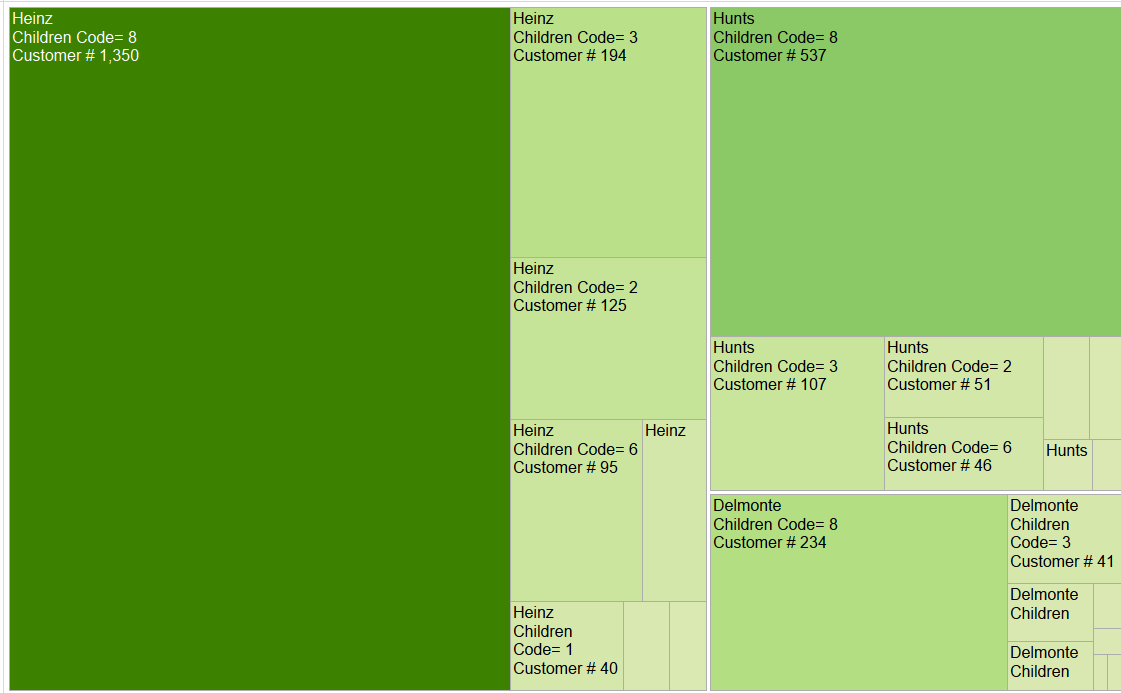 Heinz
Children Code= 8
Customer # 1,350
Heinz
Children Code= 3
Customer # 194
Heinz
Children Code= 2
Customer # 125
Heinz
Children Code= 6
Customer # 95
Heinz
Heinz
Children
Code= 1
Customer # 40
Hunts
Children Code= 8
Customer # 537
Hunts
Children Code= 3
Customer # 107
Hunts
Children Code= 2
Customer # 51
Hunts
Children Code= 6
Customer # 46
Hunts
Delmonte
Children Code= 8
Customer # 234
Delmonte
Children
Code= 3
Customer # 41
Delmonte
Children
Delmonte
Children